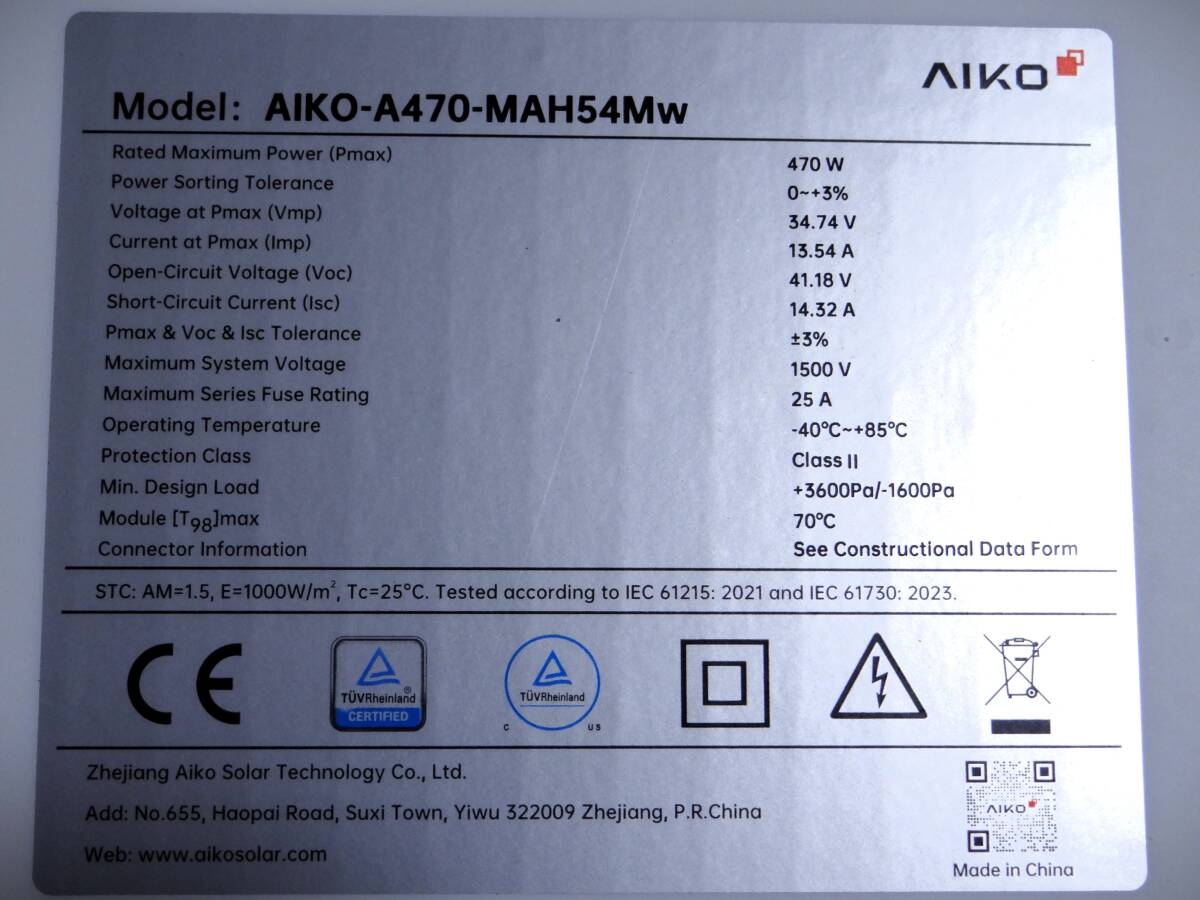 AIKO
Model: AIKO-A470-MAH54Mw
Rated Maximum Power (Pmax) 470 W
Power Sorting Tolerance 0~+3%
Voltage at Pmax (Vmp) 34.74 V
Current at Pmax (Imp) 13.54 A
Open-Circuit Voltage (Voc) 41.18 V
Short-Circuit Current (Isc) 14.32 A
Pmax & Voc & Isc Tolerance ±3%
Maximum System Voltage 1500 V
Maximum Series Fuse Rating 25 A
Operating Temperature -40℃~+85℃
Protection Class Class II
Min. Design Load +3600Pa/-1600Pa
Module [T98]max 70℃
Connector Information See Constructional Data Form
STC: AM=1.5, E=1000W/m², Tc=25℃. Tested according to IEC 61215: 2021 and IEC 61730: 2023.
CE
TÜVRheinland®
CERTIFIED
TÜVRheinland
C US
Zhejiang Aiko Solar Technology Co., Ltd.
Add: No.655, Haopai Road, Suxi Town, Yiwu 322009 Zhejiang, P.R.China
Web: www.aikosolar.com
AIKO
Made in China